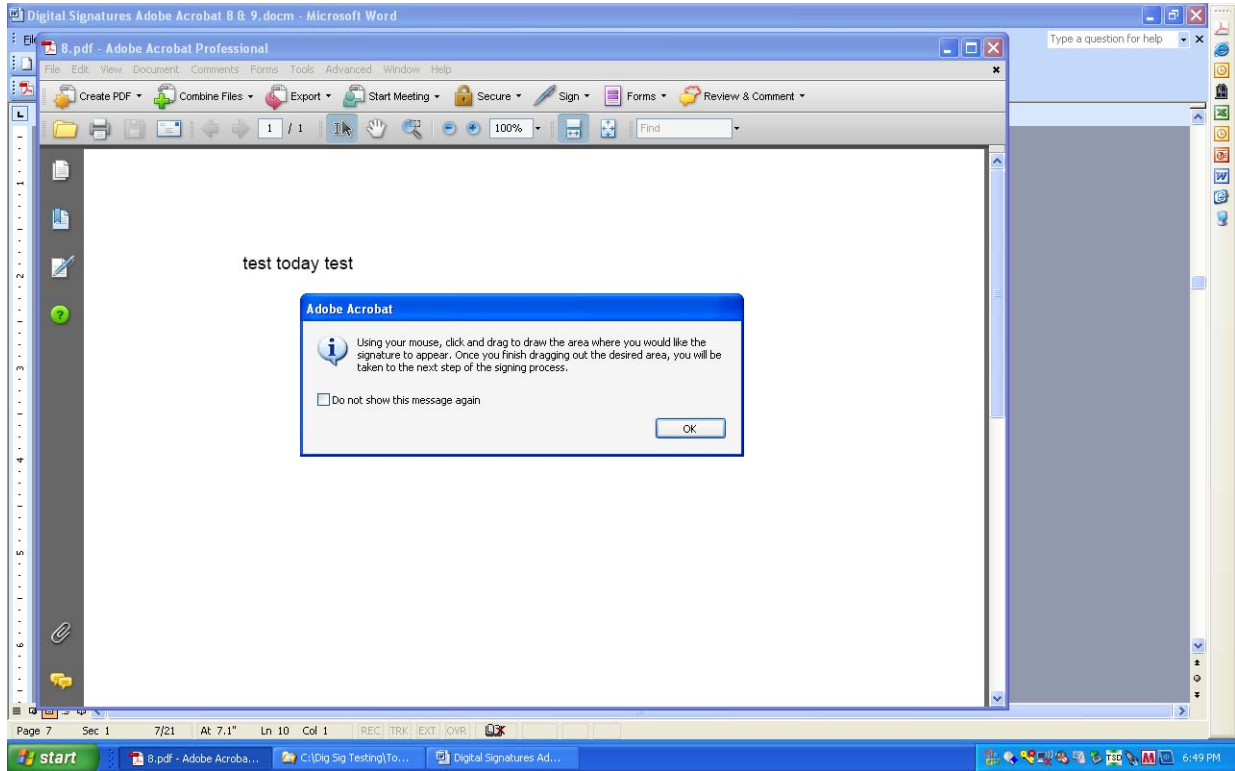 Digital Signatures Adobe Acrobat 8 & 9.docm - Microsoft Word
Type a question for help
8.pdf - Adobe Acrobat Professional
File Edit View Document Comments Forms Tools Advanced Window Help
Create PDF Combine Files Export Start Meeting Secure Sign Forms Review & Comment
1 / 1 100% Find
test today test
Adobe Acrobat
Using your mouse, click and drag to draw the area where you would like the
signature to appear. Once you finish dragging out the desired area, you will be
taken to the next step of the signing process.
Do not show this message again
OK
Page 7 Sec 1 7/21 At 7.1" Ln 10 Col 1 REC TRK EXT OVR
start 8.pdf - Adobe Acroba... C:\Dig Sig Testing\To... Digital Signatures Ad... TSD 6:49 PM